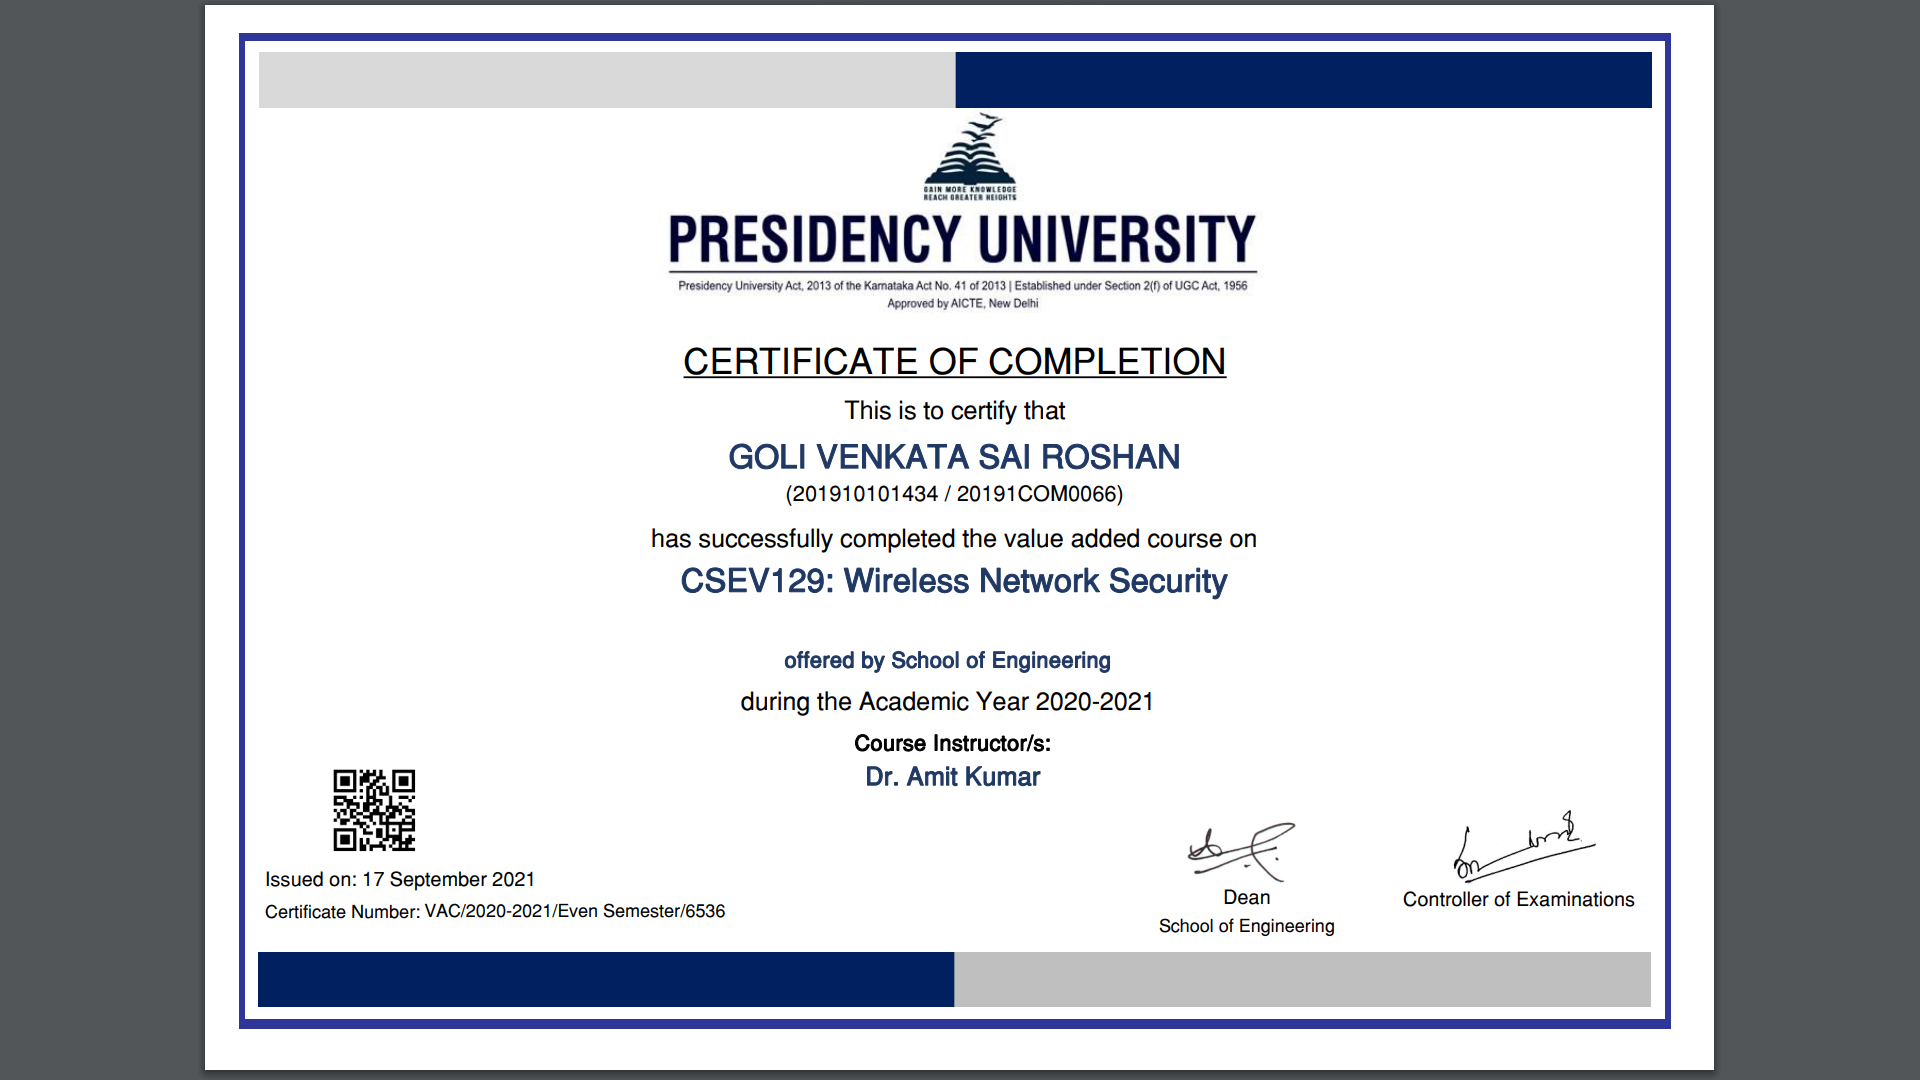 GAIN MORE KNOWLEDGE
REACH GREATER HEIGHTS
PRESIDENCY UNIVERSITY
Presidency University Act, 2013 of the Karnataka Act No. 41 of 2013 | Established under Section 2(f) of UGC Act, 1956
Approved by AICTE, New Delhi
CERTIFICATE OF COMPLETION
This is to certify that
GOLI VENKATA SAI ROSHAN
(201910101434 / 20191COM0066)
has successfully completed the value added course on
CSEV129: Wireless Network Security
offered by School of Engineering
during the Academic Year 2020-2021
Course Instructor/s:
Dr. Amit Kumar
Issued on: 17 September 2021
Certificate Number: VAC/2020-2021/Even Semester/6536
Dean
School of Engineering
Controller of Examinations